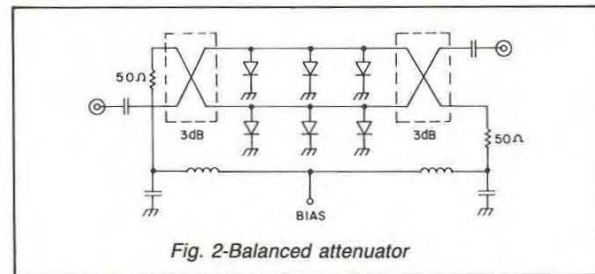 50Ω
3dB
3dB
50Ω
BIAS
Fig. 2-Balanced attenuator